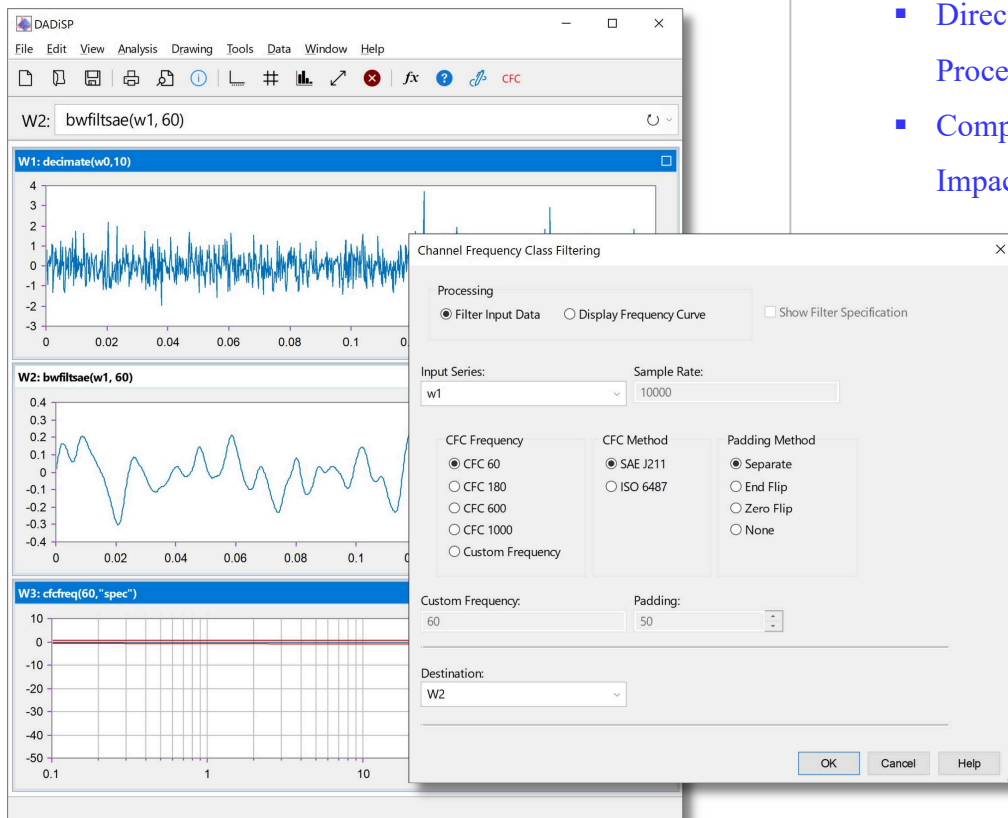 DADiSP
File Edit View Analysis Drawing Tools Data Window Help
fx ? CFC
W2: bwfiltsae(w1, 60)
W1: decimate(w0,10)
4
3
2
1
0
-1
-2
-3
0 0.02 0.04 0.06 0.08 0.1
W2: bwfiltsae(w1, 60)
0.4
0.3
0.2
0.1
0
-0.1
-0.2
-0.3
-0.4
0 0.02 0.04 0.06 0.08 0.1
W3: cfcfreq(60,"spec")
10
0
-10
-20
-30
-40
-50
0.1 1 10
Channel Frequency Class Filtering
Processing
Filter Input Data Display Frequency Curve Show Filter Specification
Input Series: Sample Rate:
w1 10000
CFC Frequency CFC Method Padding Method
CFC 60 SAE J211 Separate
CFC 180 ISO 6487 End Flip
CFC 600 Zero Flip
CFC 1000 None
Custom Frequency
Custom Frequency: Padding:
60 50
Destination:
W2
OK Cancel Help
▪ Direc
Proce
▪ Comp
Impac